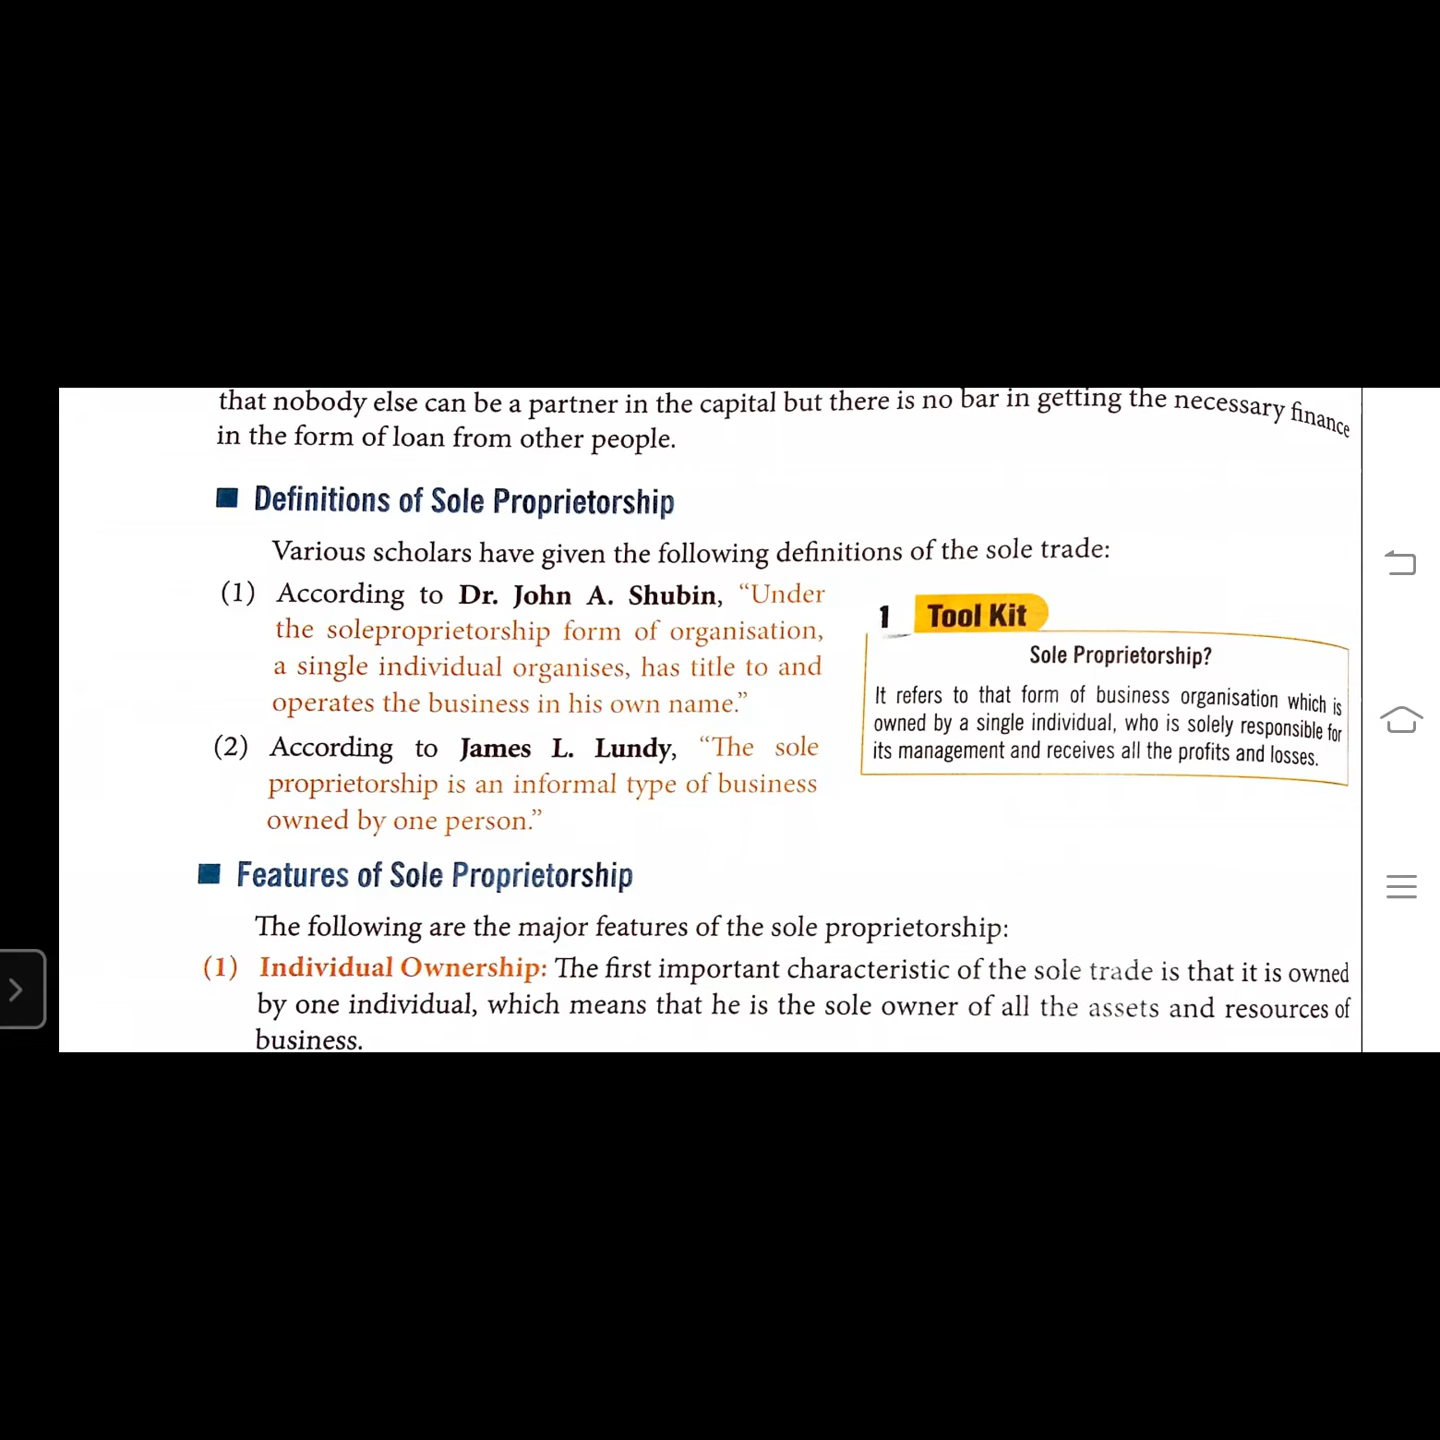 that nobody else can be a partner in the capital but there is no bar in getting the necessary finance
in the form of loan from other people.
Definitions of Sole Proprietorship
Various scholars have given the following definitions of the sole trade:
(1) According to Dr. John A. Shubin, “Under
the soleproprietorship form of organisation,
a single individual organises, has title to and
operates the business in his own name.”
(2) According to James L. Lundy, “The sole
proprietorship is an informal type of business
owned by one person.”
1 Tool Kit
Sole Proprietorship?
It refers to that form of business organisation which is
owned by a single individual, who is solely responsible for
its management and receives all the profits and losses.
Features of Sole Proprietorship
The following are the major features of the sole proprietorship:
(1) Individual Ownership: The first important characteristic of the sole trade is that it is owned
by one individual, which means that he is the sole owner of all the assets and resources of
business.